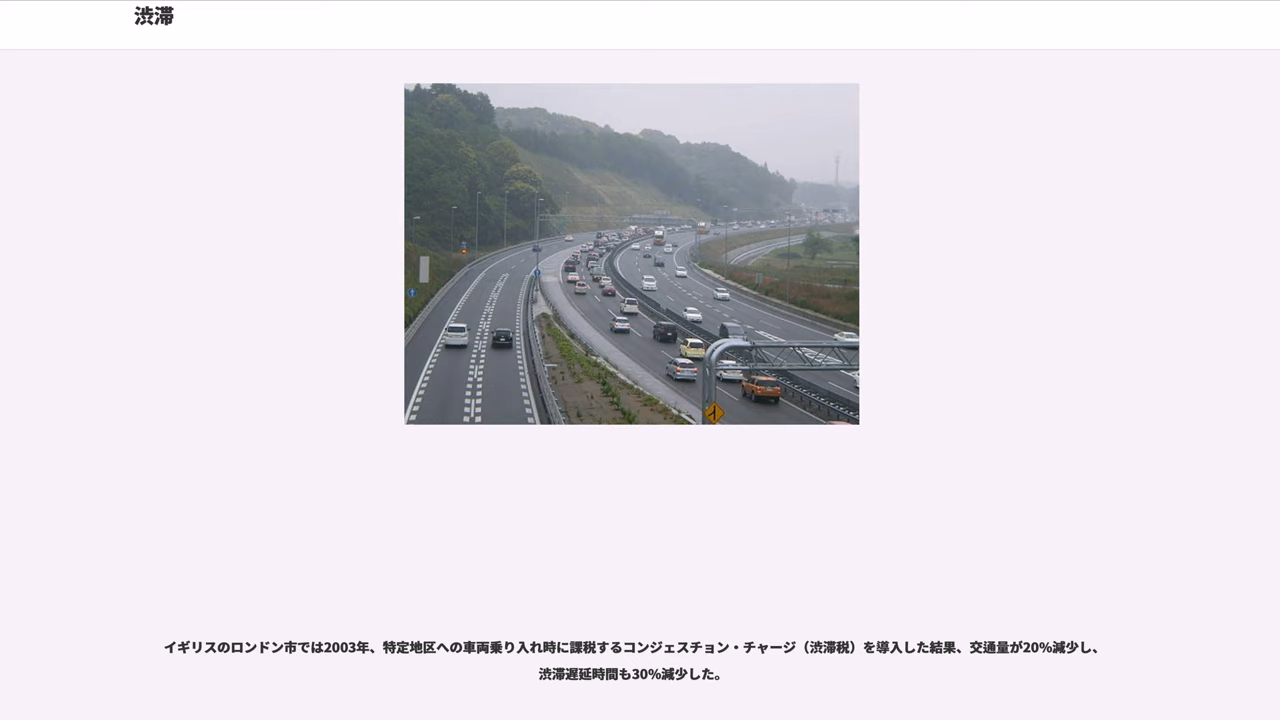 渋滞
イギリスのロンドン市では2003年、特定地区への車両乗り入れ時に課税するコンジェスチョン・チャージ（渋滞税）を導入した結果、交通量が20%減少し、
渋滞遅延時間も30%減少した。